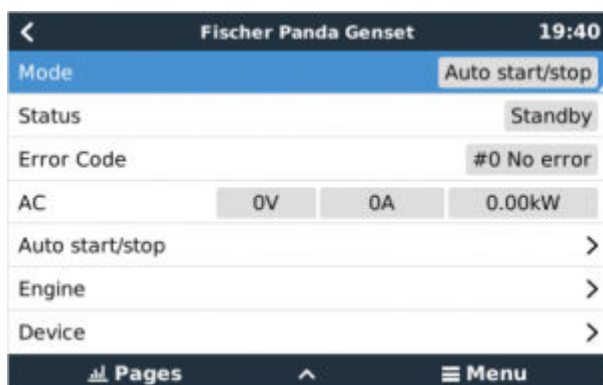 Fischer Panda Genset 19:40
Mode Auto start/stop
Status Standby
Error Code #0 No error
AC 0V 0A 0.00kW
Auto start/stop
Engine
Device
Pages Menu